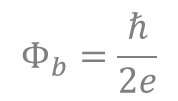 Φ_b = ħ / 2e